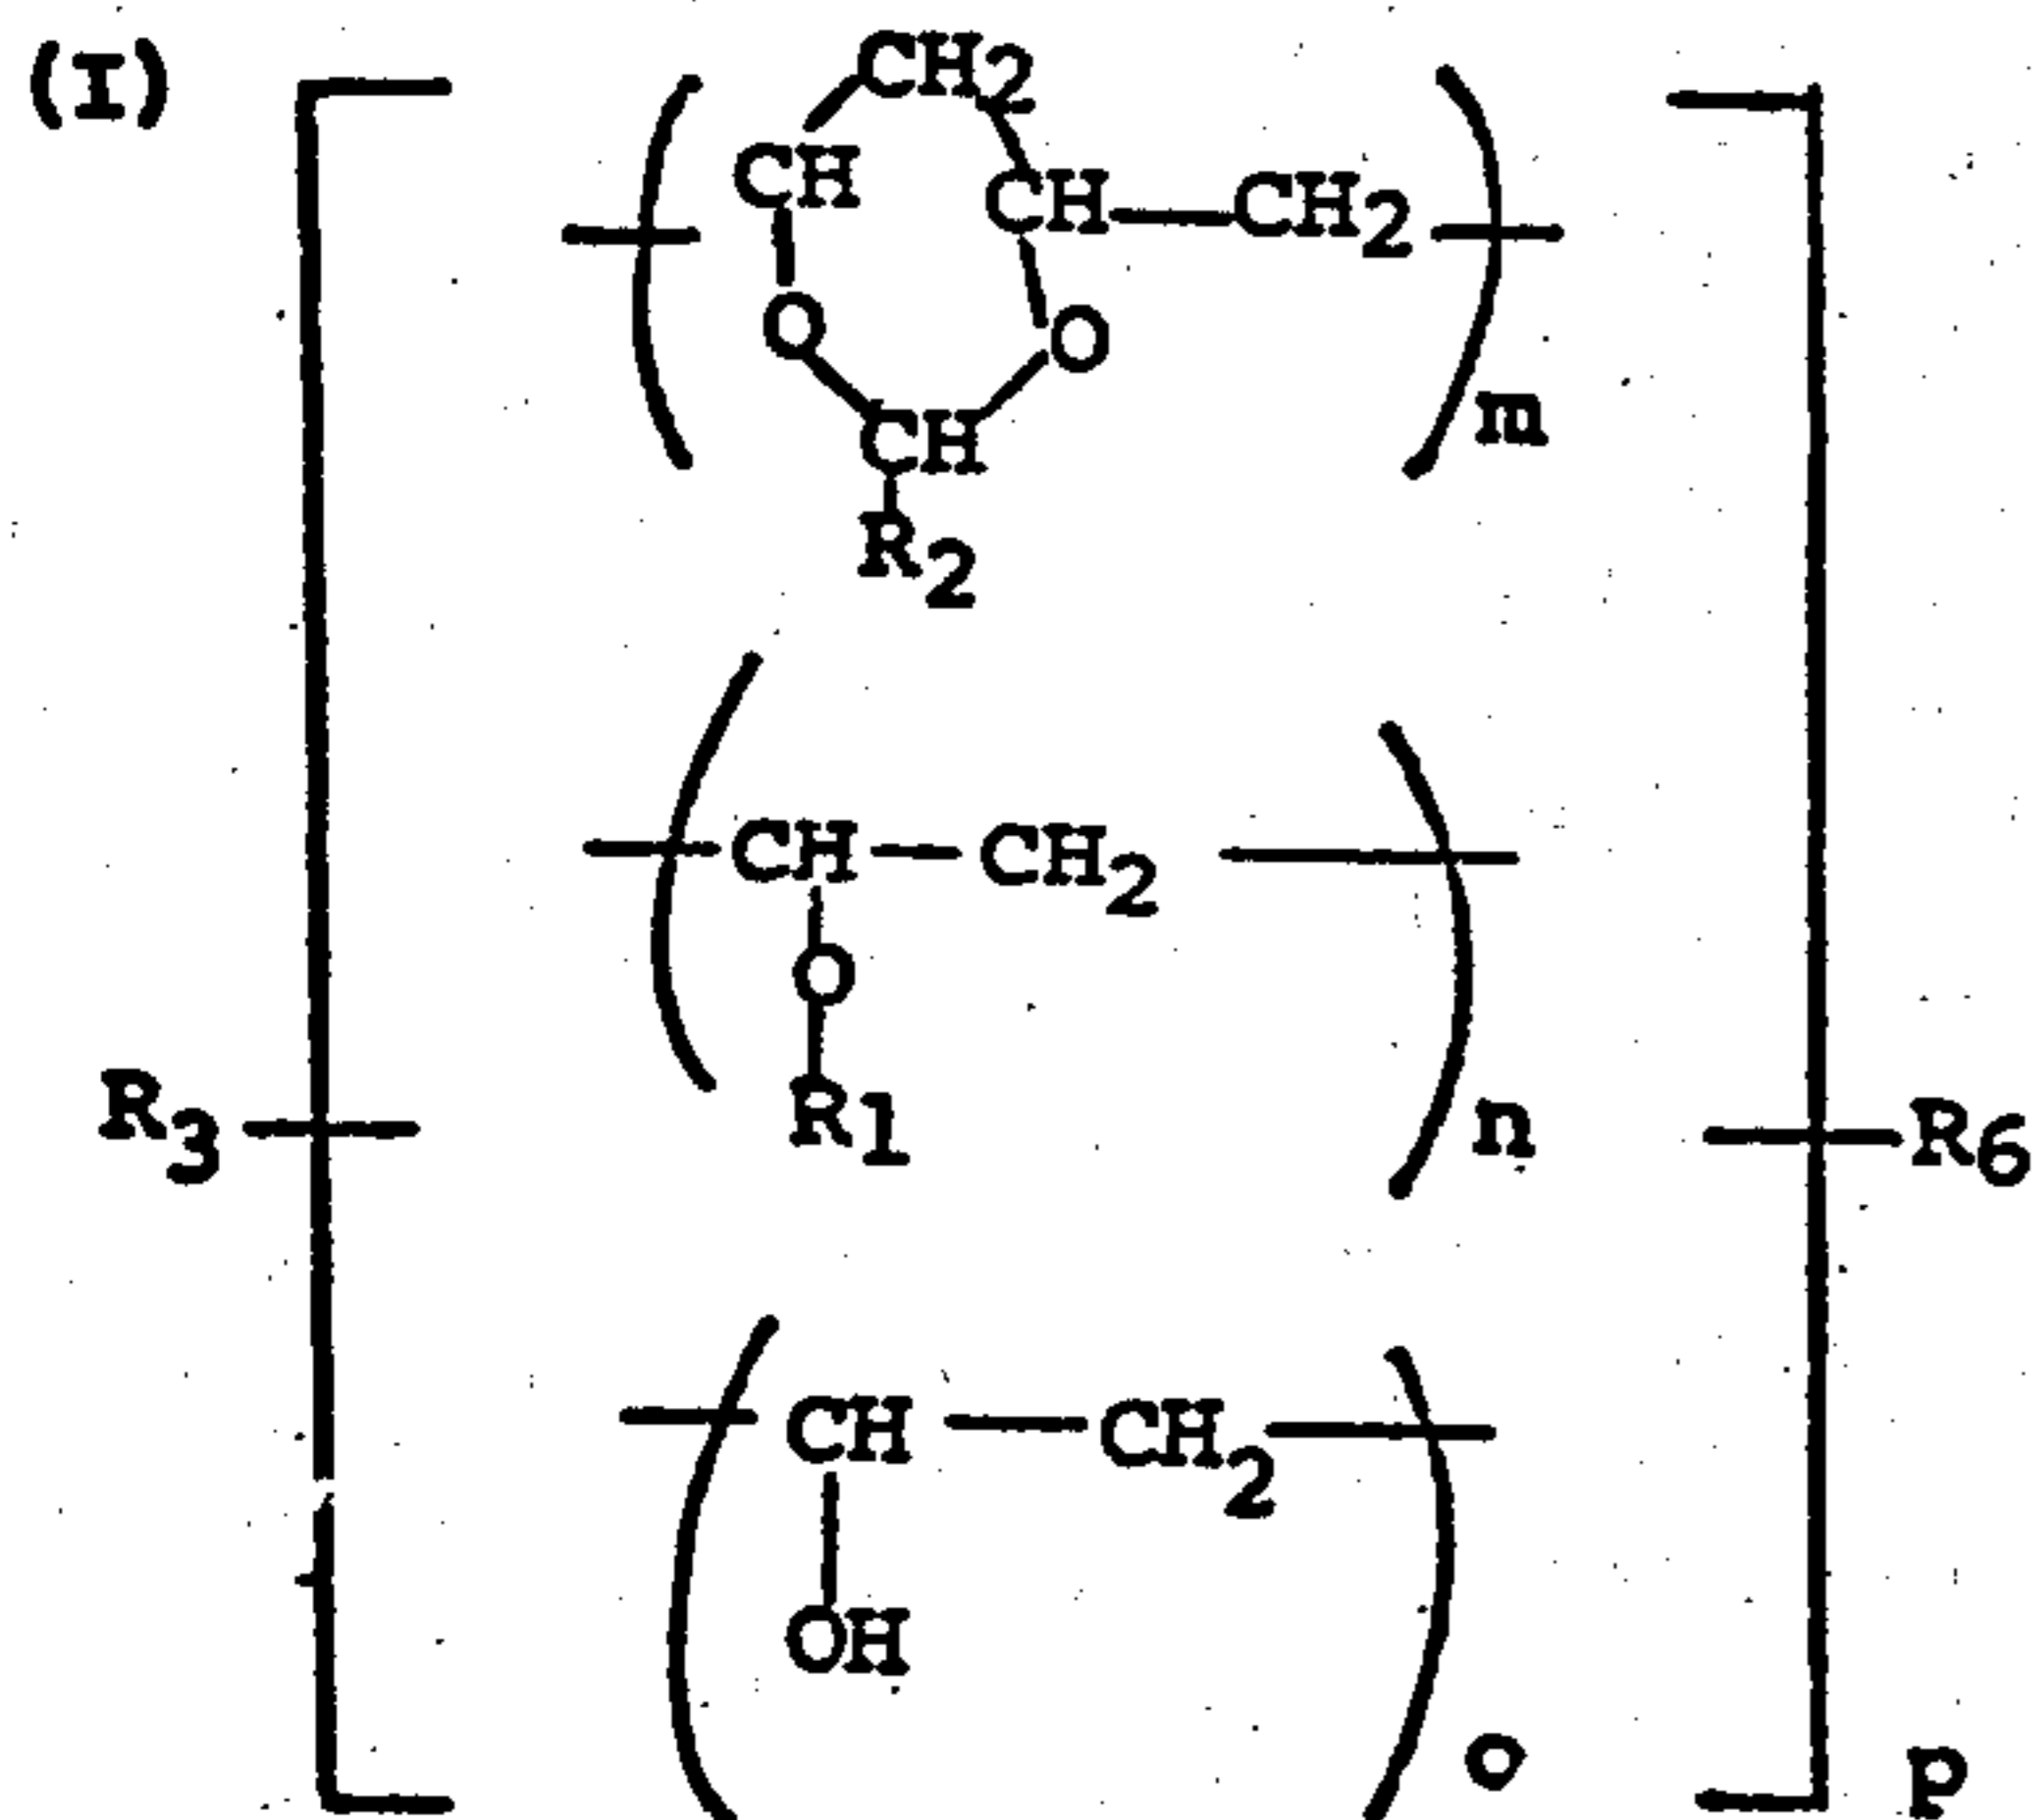 (I)
CH2
CH CH CH2
O O
CH m
R2
CH CH2
O
R3 R1 n R6
CH CH2
OH
o p